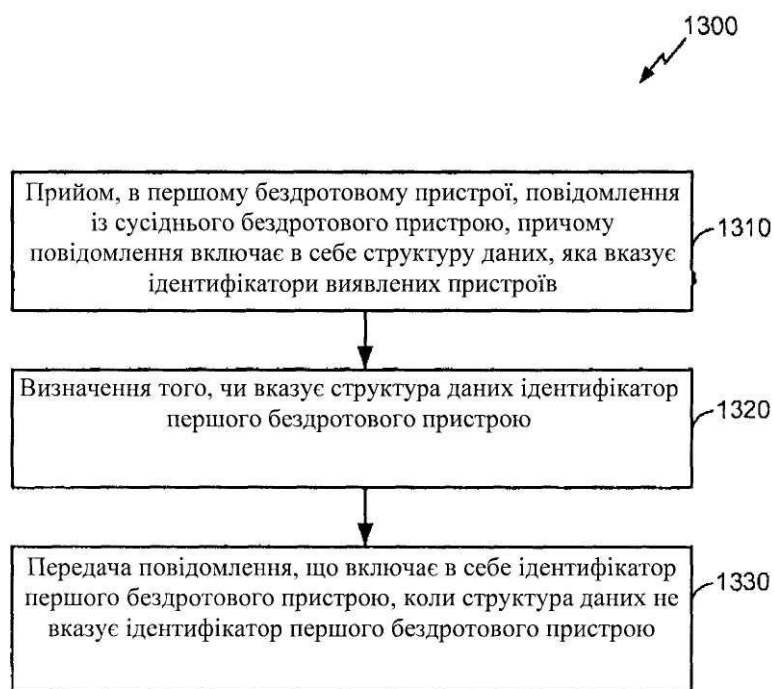 1300
Прийом, в першому бездротовому пристрої, повідомлення
із сусіднього бездротового пристрою, причому
повідомлення включає в себе структуру даних, яка вказує
ідентифікатори виявлених пристроїв
1310
Визначення того, чи вказує структура даних ідентифікатор
першого бездротового пристрою
1320
Передача повідомлення, що включає в себе ідентифікатор
першого бездротового пристрою, коли структура даних не
вказує ідентифікатор першого бездротового пристрою
1330